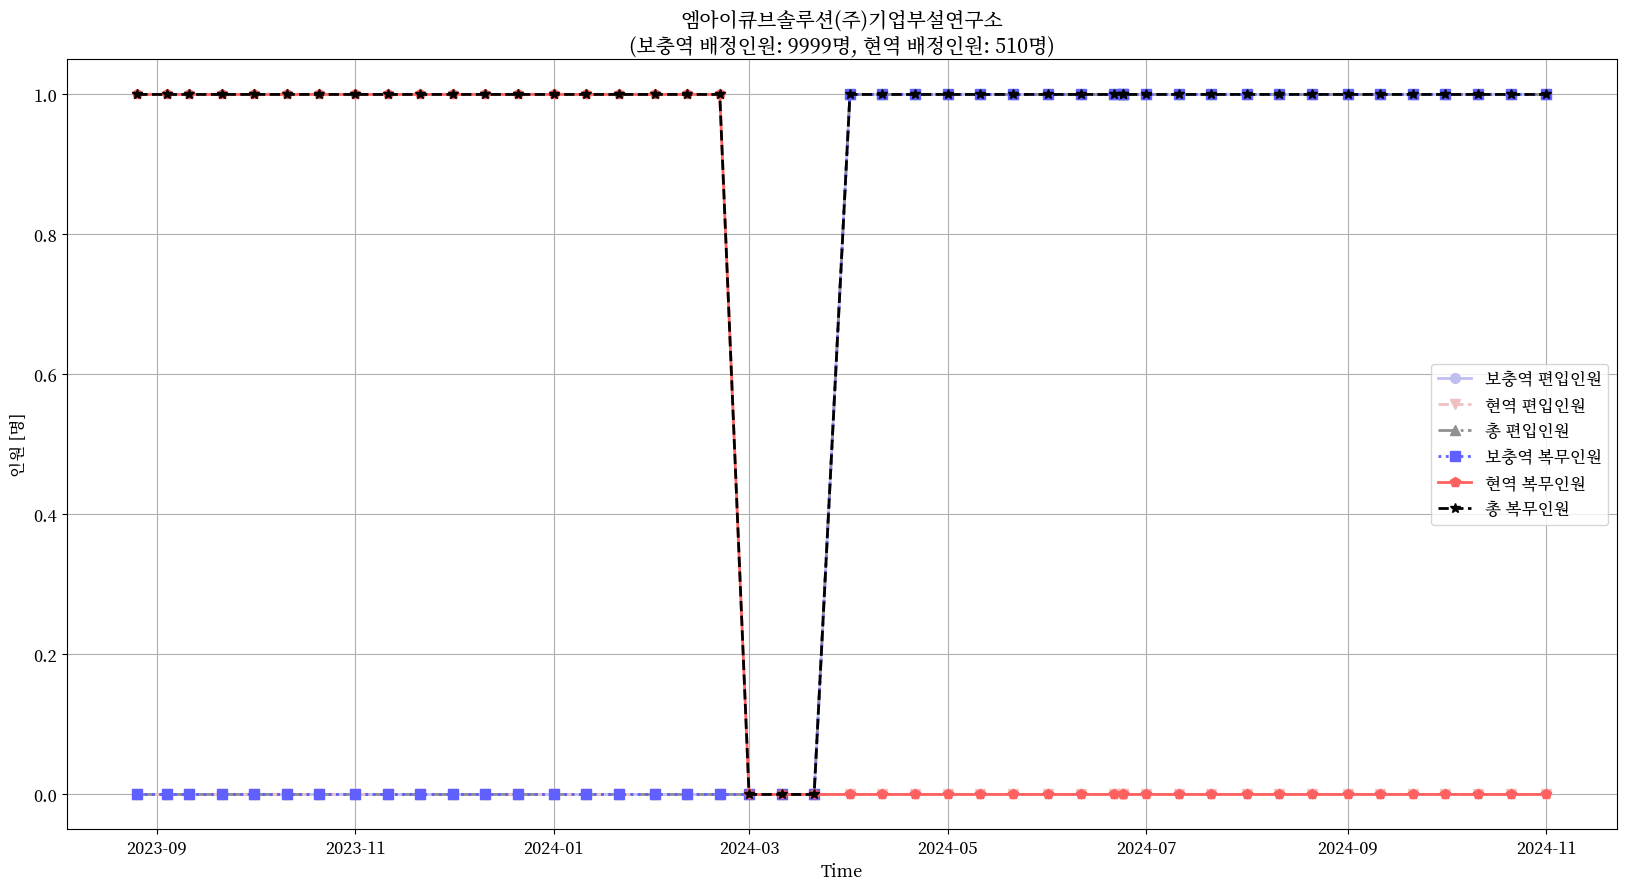 엠아이큐브솔루션(주)기업부설연구소
(보충역 배정인원: 9999명, 현역 배정인원: 510명)
인원 [명]
1.0
0.8
0.6
0.4
0.2
0.0
보충역 편입인원
현역 편입인원
총 편입인원
보충역 복무인원
현역 복무인원
총 복무인원
2023-09 2023-11 2024-01 2024-03 2024-05 2024-07 2024-09 2024-11
Time